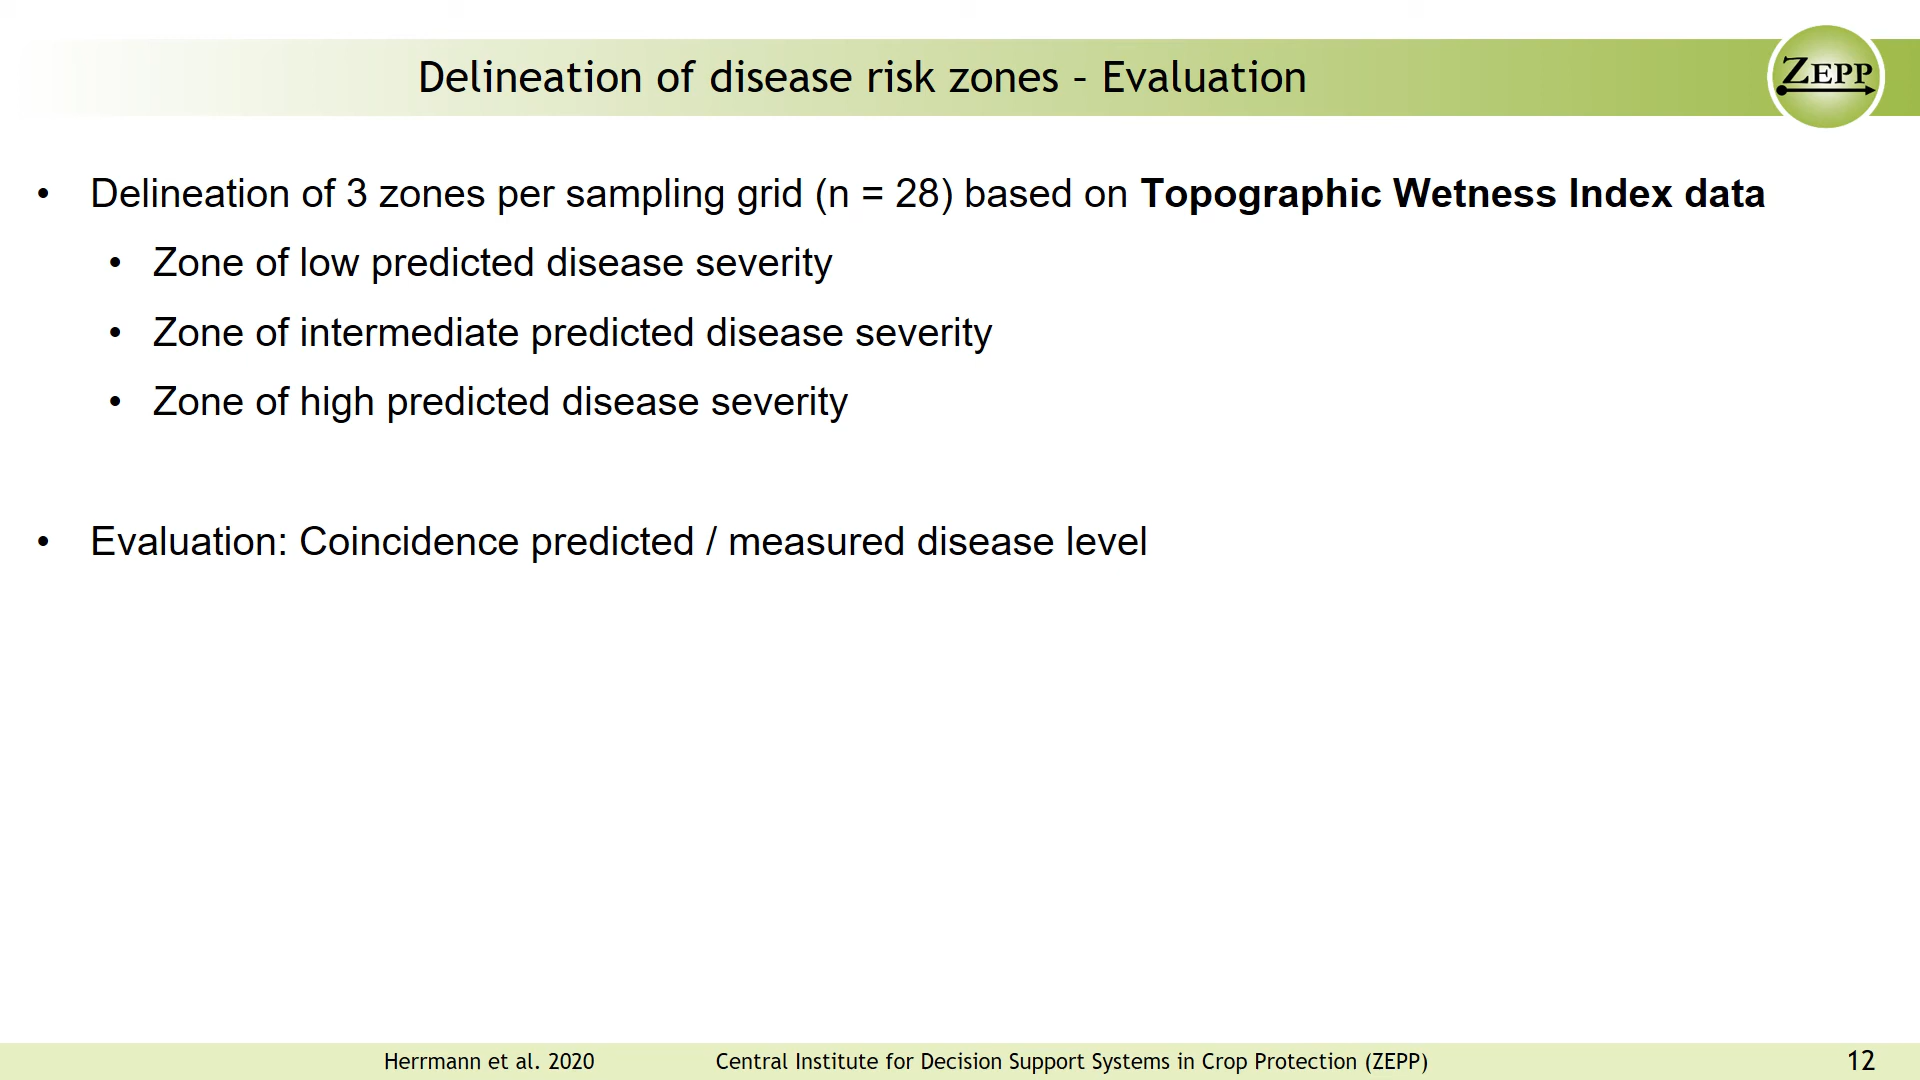 Delineation of disease risk zones – Evaluation
ZEPP
• Delineation of 3 zones per sampling grid (n = 28) based on Topographic Wetness Index data
• Zone of low predicted disease severity
• Zone of intermediate predicted disease severity
• Zone of high predicted disease severity
• Evaluation: Coincidence predicted / measured disease level
Herrmann et al. 2020 Central Institute for Decision Support Systems in Crop Protection (ZEPP) 12